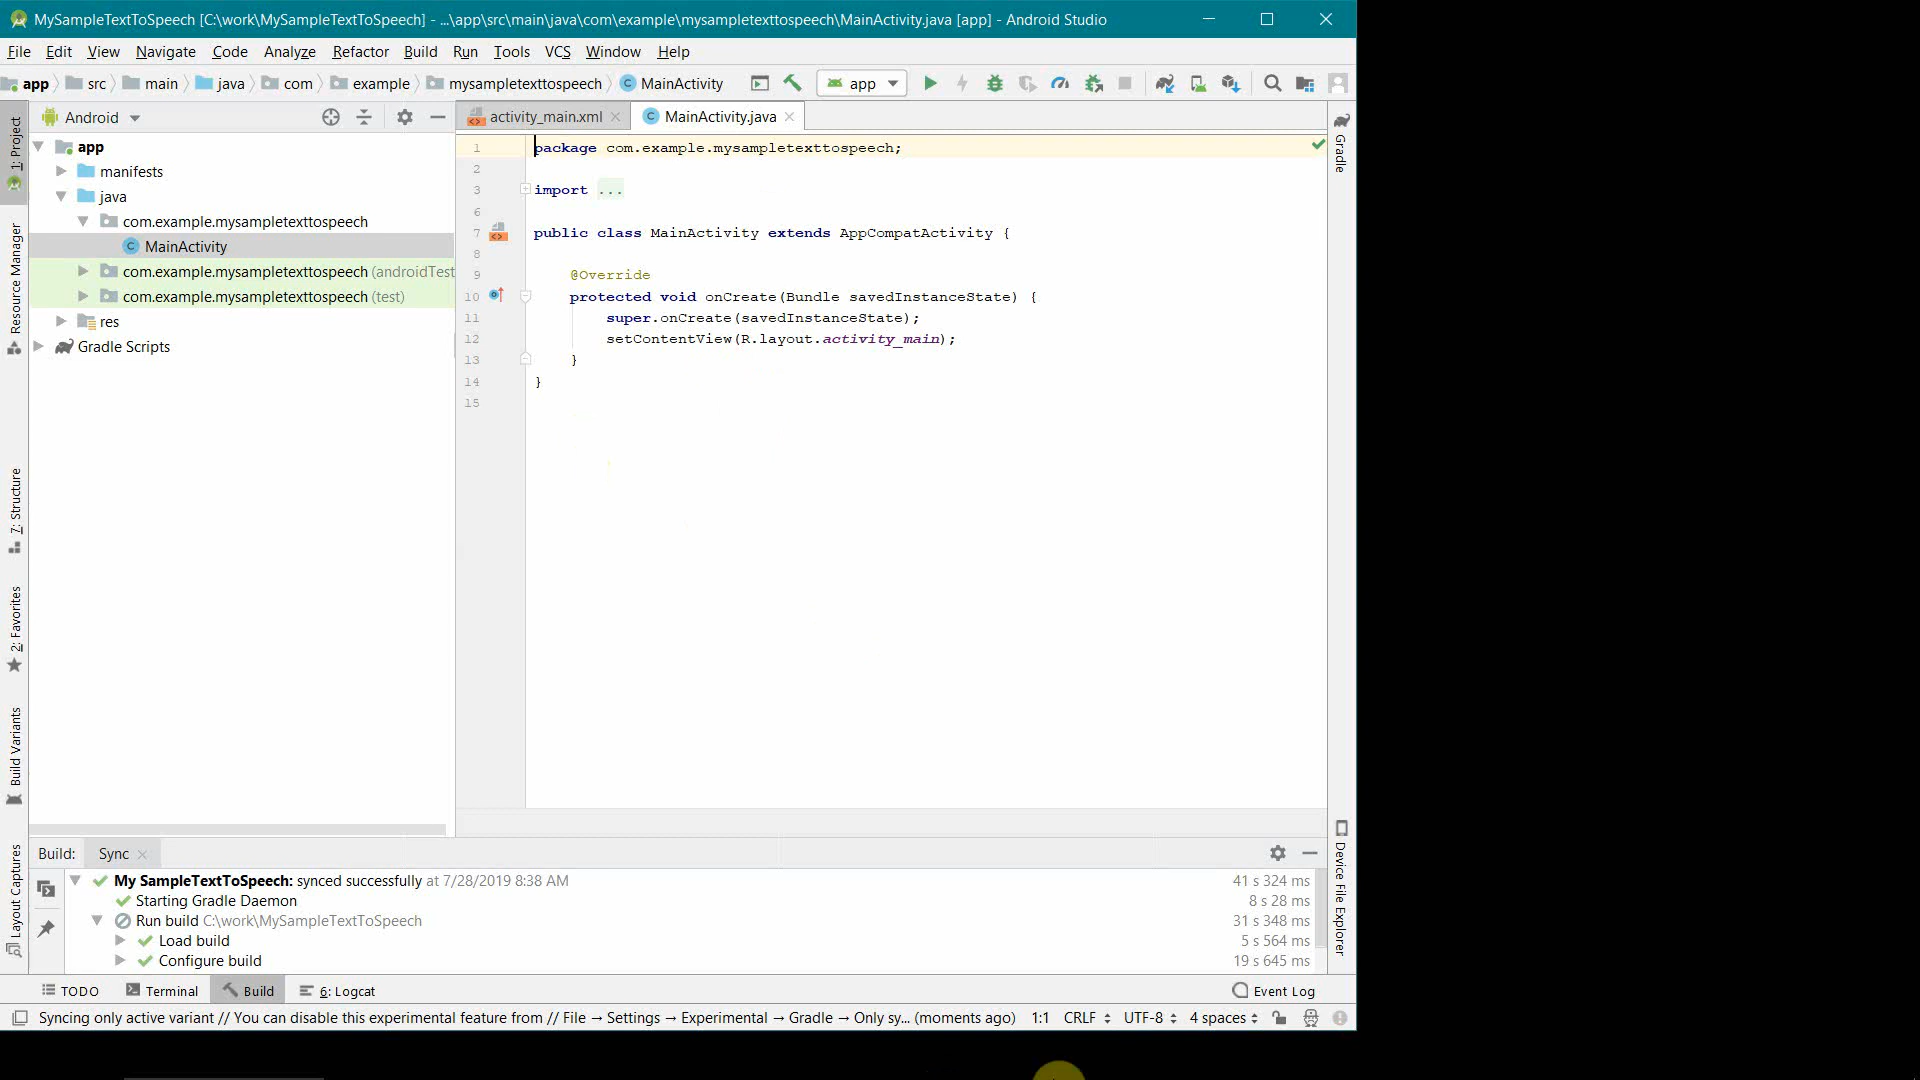 MySampleTextToSpeech [C:\work\MySampleTextToSpeech] - ...\app\src\main\java\com\example\mysampletexttospeech\MainActivity.java [app] - Android Studio
File Edit View Navigate Code Analyze Refactor Build Run Tools VCS Window Help
app src main java com example mysampletexttospeech MainActivity app
Android
activity_main.xml MainActivity.java
1: Project
Resource Manager
7: Structure
2: Favorites
Build Variants
Layout Captures
app
manifests
java
com.example.mysampletexttospeech
MainActivity
com.example.mysampletexttospeech (androidTest
com.example.mysampletexttospeech (test)
res
Gradle Scripts
1 package com.example.mysampletexttospeech;
2
3 import ...
6
7 public class MainActivity extends AppCompatActivity {
8
9 @Override
10 protected void onCreate(Bundle savedInstanceState) {
11 super.onCreate(savedInstanceState);
12 setContentView(R.layout.activity_main);
13 }
14 }
15
Gradle
Device File Explorer
Build: Sync
My SampleTextToSpeech: synced successfully at 7/28/2019 8:38 AM 41 s 324 ms
Starting Gradle Daemon 8 s 28 ms
Run build C:\work\MySampleTextToSpeech 31 s 348 ms
Load build 5 s 564 ms
Configure build 19 s 645 ms
TODO Terminal Build 6: Logcat Event Log
Syncing only active variant // You can disable this experimental feature from // File → Settings → Experimental → Gradle → Only sy... (moments ago) 1:1 CRLF UTF-8 4 spaces